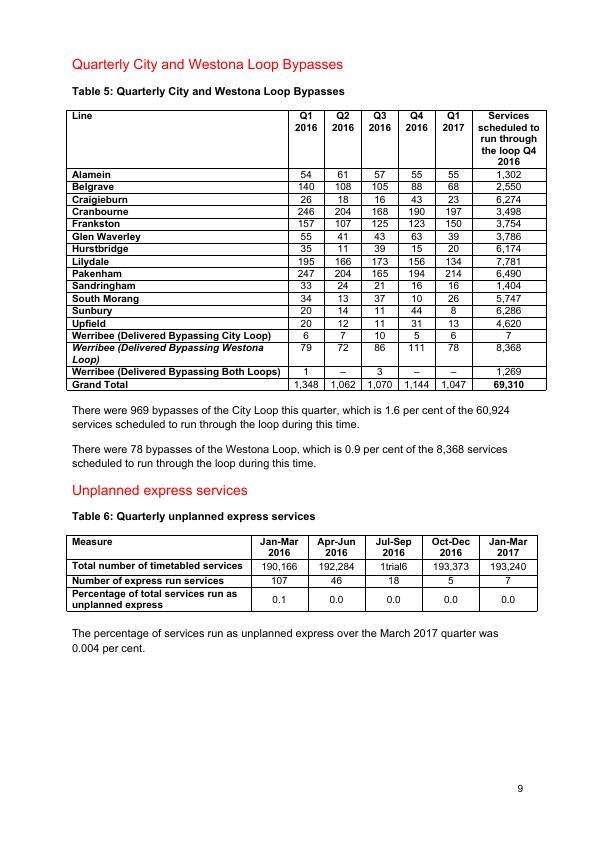 Quarterly City and Westona Loop Bypasses
Table 5: Quarterly City and Westona Loop Bypasses
Line Q1 2016 Q2 2016 Q3 2016 Q4 2016 Q1 2017 Services scheduled to run through the loop Q4 2016
Alamein 54 61 57 55 55 1,302
Belgrave 140 108 105 88 68 2,550
Craigieburn 26 18 16 43 23 6,274
Cranbourne 246 204 168 190 197 3,498
Frankston 157 107 125 123 150 3,754
Glen Waverley 55 41 43 63 39 3,786
Hurstbridge 35 11 39 15 20 6,174
Lilydale 195 166 173 156 134 7,781
Pakenham 247 204 165 194 214 6,490
Sandringham 33 24 21 16 16 1,404
South Morang 34 13 37 10 26 5,747
Sunbury 20 14 11 44 8 6,286
Upfield 20 12 11 31 13 4,620
Werribee (Delivered Bypassing City Loop) 6 7 10 5 6 7
Werribee (Delivered Bypassing Westona Loop) 79 72 86 111 78 8,368
Werribee (Delivered Bypassing Both Loops) 1 – 3 – – 1,269
Grand Total 1,348 1,062 1,070 1,144 1,047 69,310
There were 969 bypasses of the City Loop this quarter, which is 1.6 per cent of the 60,924
services scheduled to run through the loop during this time.
There were 78 bypasses of the Westona Loop, which is 0.9 per cent of the 8,368 services
scheduled to run through the loop during this time.
Unplanned express services
Table 6: Quarterly unplanned express services
Measure Jan-Mar 2016 Apr-Jun 2016 Jul-Sep 2016 Oct-Dec 2016 Jan-Mar 2017
Total number of timetabled services 190,166 192,284 1trial6 193,373 193,240
Number of express run services 107 46 18 5 7
Percentage of total services run as unplanned express 0.1 0.0 0.0 0.0 0.0
The percentage of services run as unplanned express over the March 2017 quarter was
0.004 per cent.
9